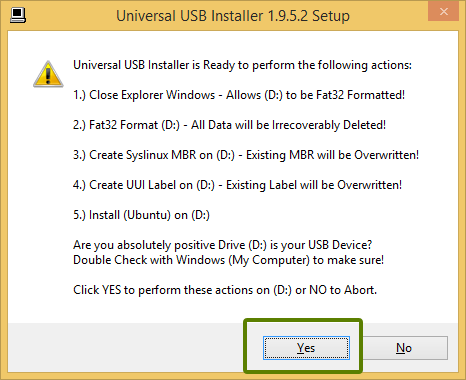 Universal USB Installer 1.9.5.2 Setup
Universal USB Installer is Ready to perform the following actions:
1.) Close Explorer Windows - Allows (D:) to be Fat32 Formatted!
2.) Fat32 Format (D:) - All Data will be Irrecoverably Deleted!
3.) Create Syslinux MBR on (D:) - Existing MBR will be Overwritten!
4.) Create UUI Label on (D:) - Existing Label will be Overwritten!
5.) Install (Ubuntu) on (D:)
Are you absolutely positive Drive (D:) is your USB Device?
Double Check with Windows (My Computer) to make sure!
Click YES to perform these actions on (D:) or NO to Abort.
Yes
No